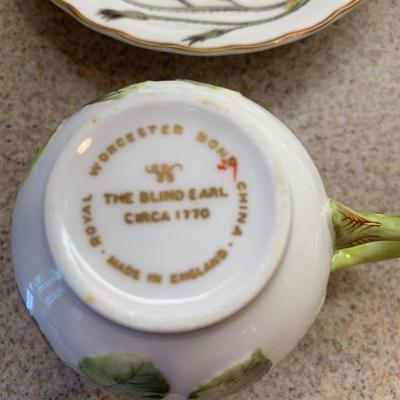 ROYAL WORCESTER BONE CHINA
THE BLIND EARL
CIRCA 1770
MADE IN ENGLAND